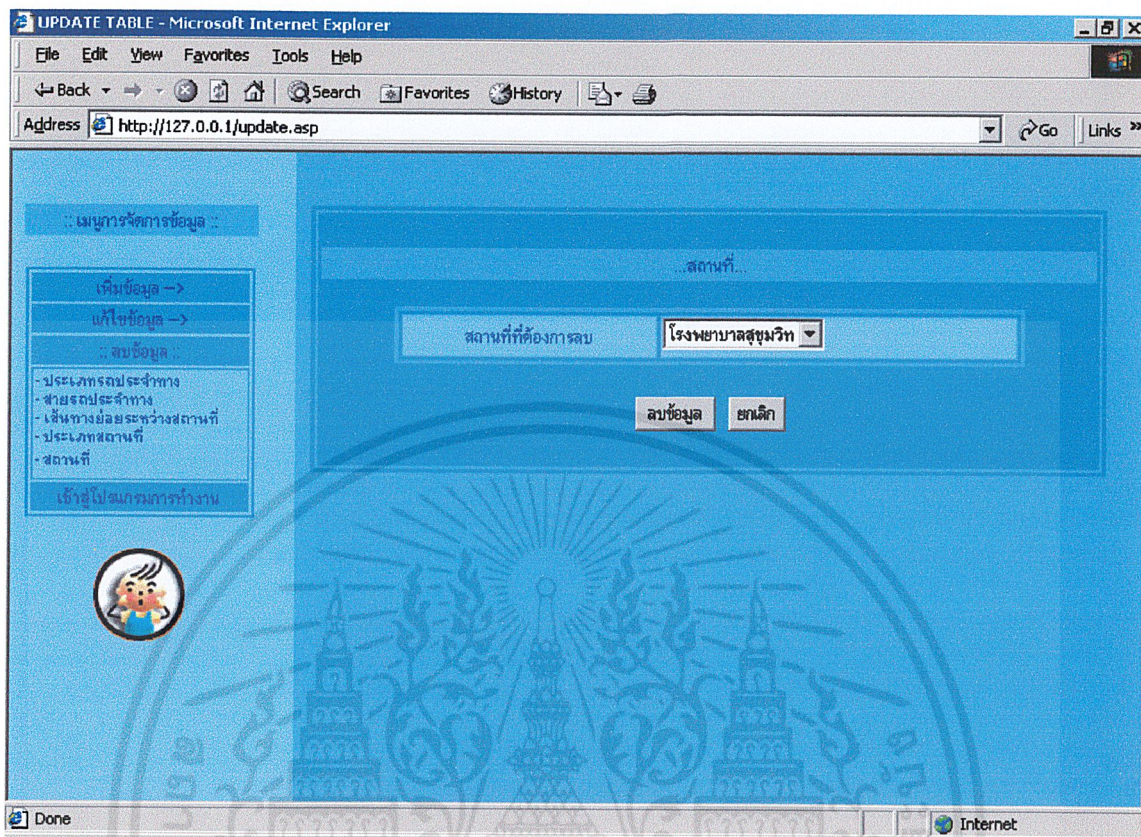 UPDATE TABLE - Microsoft Internet Explorer
File Edit View Favorites Tools Help
Back Search Favorites History
Address http://127.0.0.1/update.asp Go Links »
:: เมนูการจัดการข้อมูล ::
เพิ่มข้อมูล -->
แก้ไขข้อมูล -->
:: ลบข้อมูล ::
- ประเภทรถประจำทาง
- สายรถประจำทาง
- เส้นทางย่อยระหว่างสถานที่
- ประเภทสถานที่
- สถานที่
เข้าสู่โปรแกรมการทำงาน
...สถานที่...
สถานที่ที่ต้องการลบ โรงพยาบาลสุขุมวิท
ลบข้อมูล ยกเลิก
Done Internet